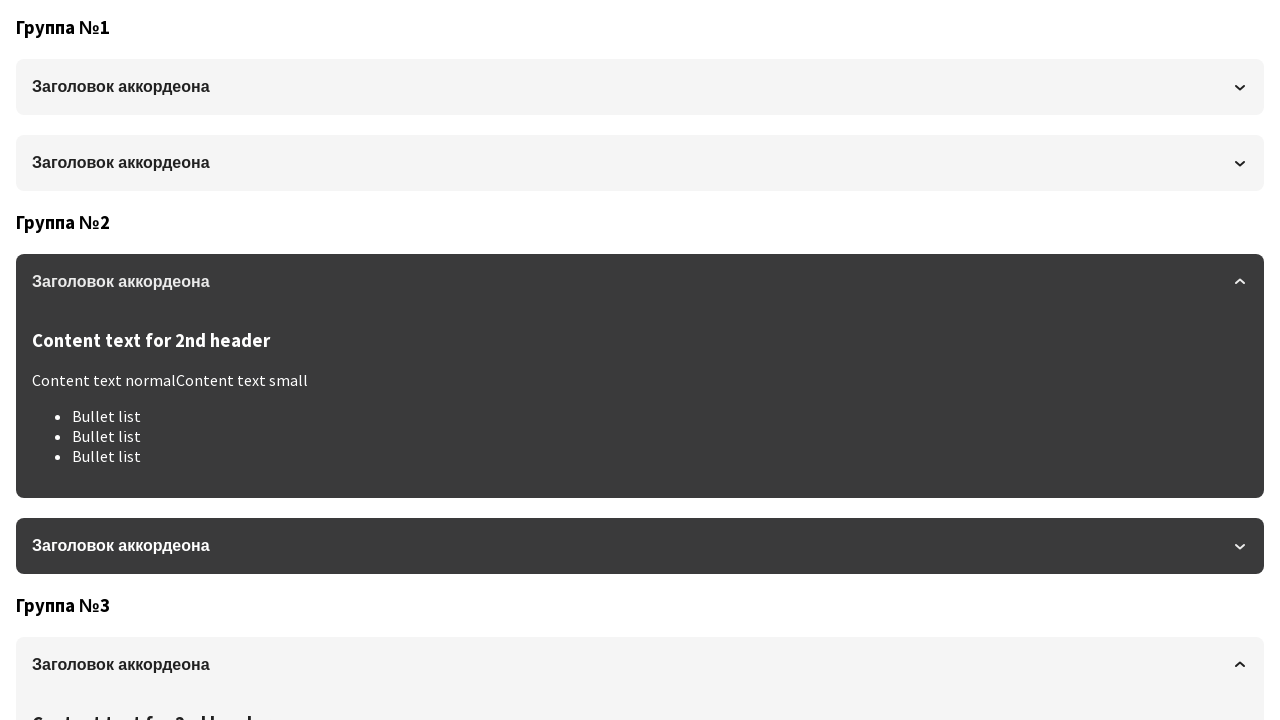 Группа №1
Заголовок аккордеона
Заголовок аккордеона
Группа №2
Заголовок аккордеона
Content text for 2nd header
Content text normalContent text small
Bullet list
Bullet list
Bullet list
Заголовок аккордеона
Группа №3
Заголовок аккордеона